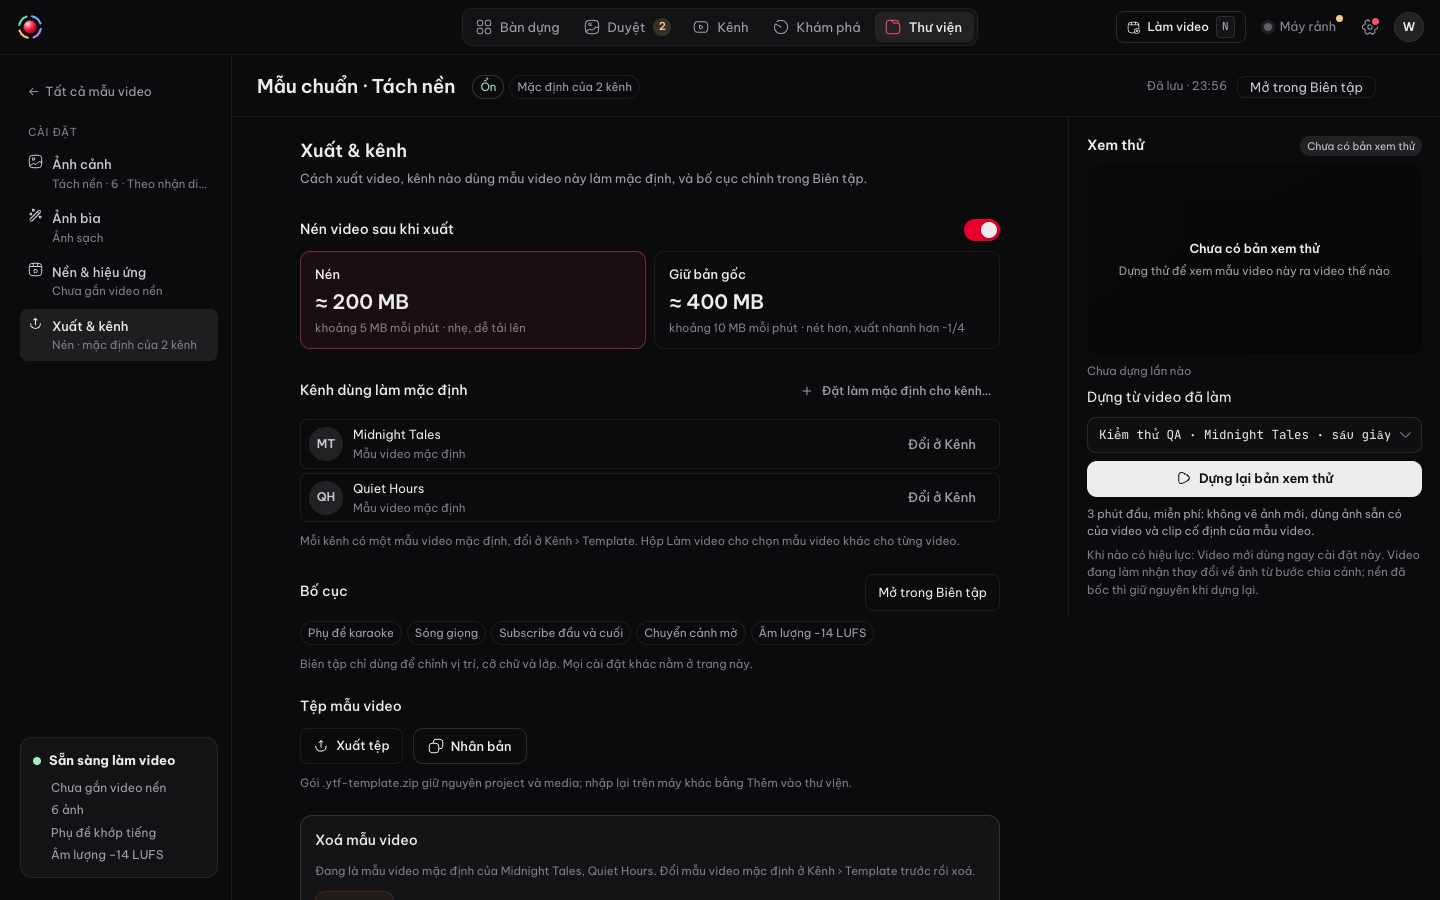 Bàn dựng
Duyệt 2
Kênh
Khám phá
Thư viện
Làm video N
Máy rảnh
W
← Tất cả mẫu video
CÀI ĐẶT
Ảnh cảnh
Tách nền · 6 · Theo nhận di...
Ảnh bìa
Ảnh sạch
Nền & hiệu ứng
Chưa gắn video nền
Xuất & kênh
Nén · mặc định của 2 kênh
Sẵn sàng làm video
Chưa gắn video nền
6 ảnh
Phụ đề khớp tiếng
Âm lượng -14 LUFS
Mẫu chuẩn · Tách nền
Ổn
Mặc định của 2 kênh
Đã lưu · 23:56
Mở trong Biên tập
Xuất & kênh
Cách xuất video, kênh nào dùng mẫu video này làm mặc định, và bố cục chỉnh trong Biên tập.
Nén video sau khi xuất
Nén
≈ 200 MB
khoảng 5 MB mỗi phút · nhẹ, dễ tải lên
Giữ bản gốc
≈ 400 MB
khoảng 10 MB mỗi phút · nét hơn, xuất nhanh hơn ~1/4
Kênh dùng làm mặc định
+ Đặt làm mặc định cho kênh...
MT
Midnight Tales
Mẫu video mặc định
Đổi ở Kênh
QH
Quiet Hours
Mẫu video mặc định
Đổi ở Kênh
Mỗi kênh có một mẫu video mặc định, đổi ở Kênh › Template. Hộp Làm video cho chọn mẫu video khác cho từng video.
Bố cục
Mở trong Biên tập
Phụ đề karaoke
Sóng giọng
Subscribe đầu và cuối
Chuyển cảnh mờ
Âm lượng -14 LUFS
Biên tập chỉ dùng để chỉnh vị trí, cỡ chữ và lớp. Mọi cài đặt khác nằm ở trang này.
Tệp mẫu video
Xuất tệp
Nhân bản
Gói .ytf-template.zip giữ nguyên project và media; nhập lại trên máy khác bằng Thêm vào thư viện.
Xoá mẫu video
Đang là mẫu video mặc định của Midnight Tales, Quiet Hours. Đổi mẫu video mặc định ở Kênh › Template trước rồi xoá.
Xem thử
Chưa có bản xem thử
Chưa có bản xem thử
Dựng thử để xem mẫu video này ra video thế nào
Chưa dựng lần nào
Dựng từ video đã làm
Kiểm thử QA · Midnight Tales · sáu giây
Dựng lại bản xem thử
3 phút đầu, miễn phí: không vẽ ảnh mới, dùng ảnh sẵn có
của video và clip cố định của mẫu video.
Khi nào có hiệu lực: Video mới dùng ngay cài đặt này. Video
đang làm nhận thay đổi về ảnh từ bước chia cảnh; nền đã
bốc thì giữ nguyên khi dựng lại.